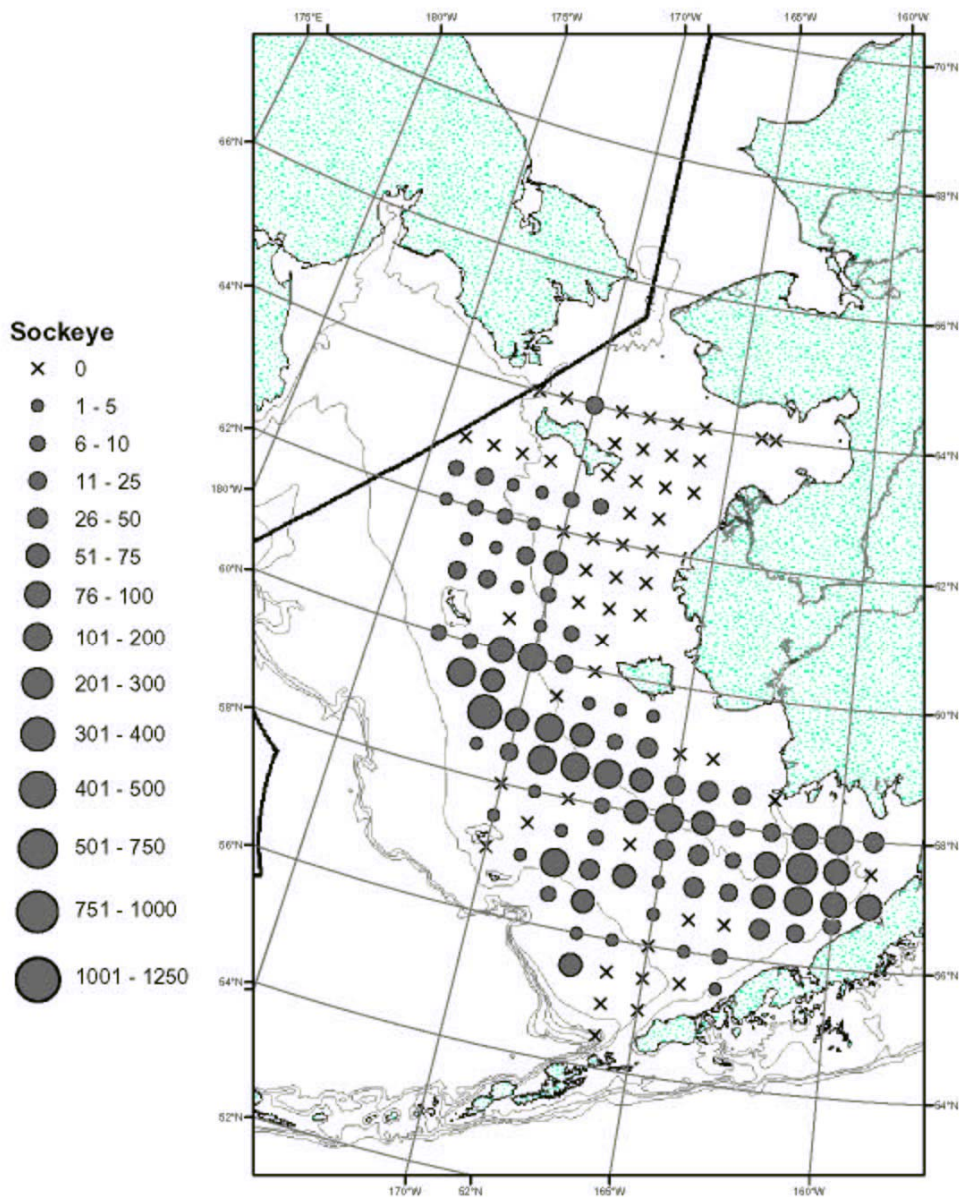 175°E 180°W 175°W 170°W 165°W 160°W
70°N
66°N
68°N
64°N
66°N
Sockeye
0
1 - 5
62°N
6 - 10
64°N
11 - 25
180°W
26 - 50
51 - 75
60°N
62°N
76 - 100
101 - 200
201 - 300
58°N
60°N
301 - 400
401 - 500
501 - 750
56°N
58°N
751 - 1000
1001 - 1250
54°N
56°N
52°N
54°N
170°W 52°N 165°W 160°W